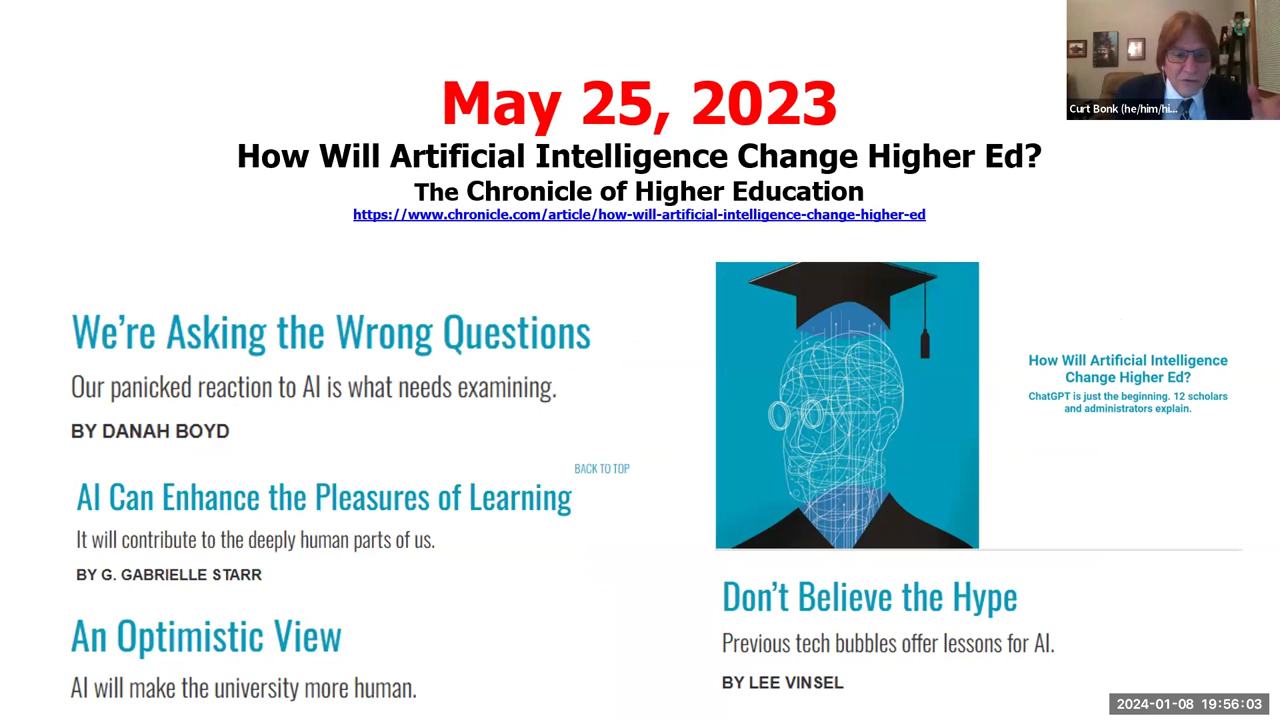 May 25, 2023
How Will Artificial Intelligence Change Higher Ed?
The Chronicle of Higher Education
https://www.chronicle.com/article/how-will-artificial-intelligence-change-higher-ed
Curt Bonk (he/him/hi...
We're Asking the Wrong Questions
Our panicked reaction to AI is what needs examining.
BY DANAH BOYD
BACK TO TOP
AI Can Enhance the Pleasures of Learning
It will contribute to the deeply human parts of us.
BY G. GABRIELLE STARR
An Optimistic View
AI will make the university more human.
How Will Artificial Intelligence
Change Higher Ed?
ChatGPT is just the beginning. 12 scholars
and administrators explain.
Don't Believe the Hype
Previous tech bubbles offer lessons for AI.
BY LEE VINSEL
2024-01-08 19:56:03